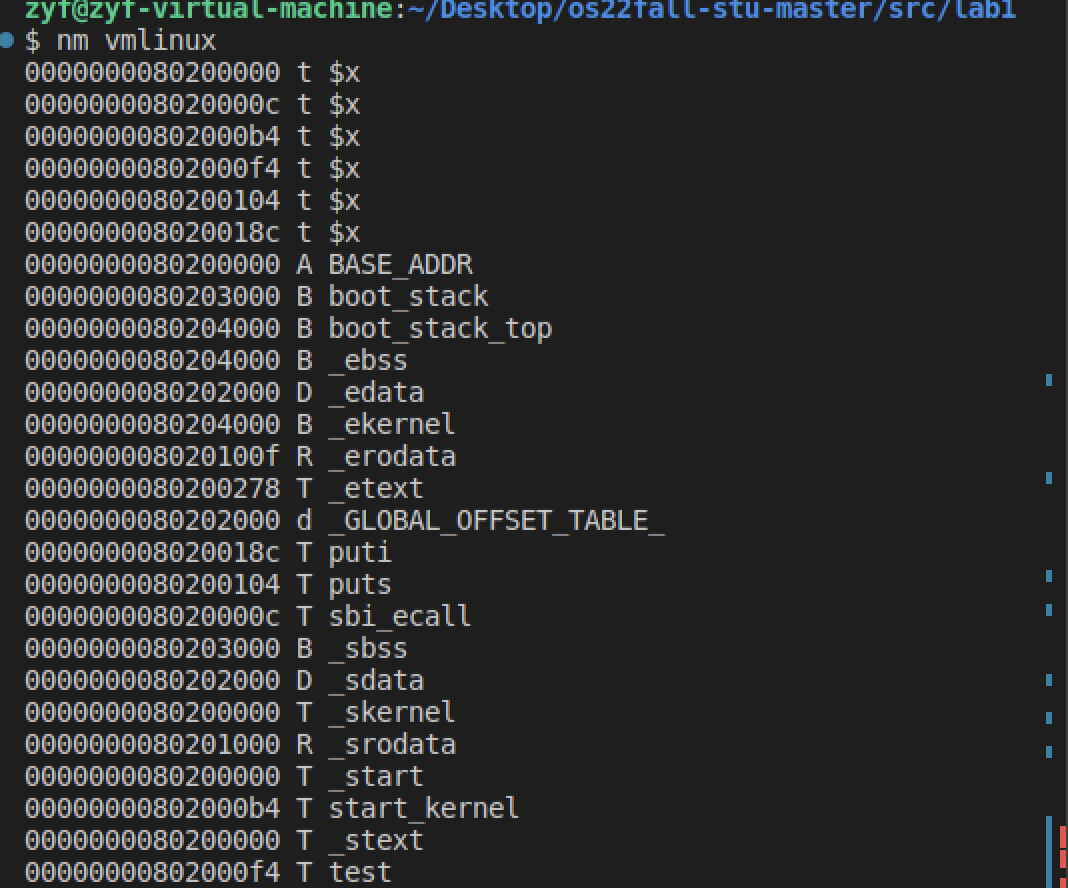 zyf@zyf-virtual-machine:~/Desktop/os22fall-stu-master/src/lab1
$ nm vmlinux
0000000080200000 t $x
000000008020000c t $x
00000000802000b4 t $x
00000000802000f4 t $x
0000000080200104 t $x
000000008020018c t $x
0000000080200000 A BASE_ADDR
0000000080203000 B boot_stack
0000000080204000 B boot_stack_top
0000000080204000 B _ebss
0000000080202000 D _edata
0000000080204000 B _ekernel
000000008020100f R _erodata
0000000080200278 T _etext
0000000080202000 d _GLOBAL_OFFSET_TABLE_
000000008020018c T puti
0000000080200104 T puts
000000008020000c T sbi_ecall
0000000080203000 B _sbss
0000000080202000 D _sdata
0000000080200000 T _skernel
0000000080201000 R _srodata
0000000080200000 T _start
00000000802000b4 T start_kernel
0000000080200000 T _stext
00000000802000f4 T test